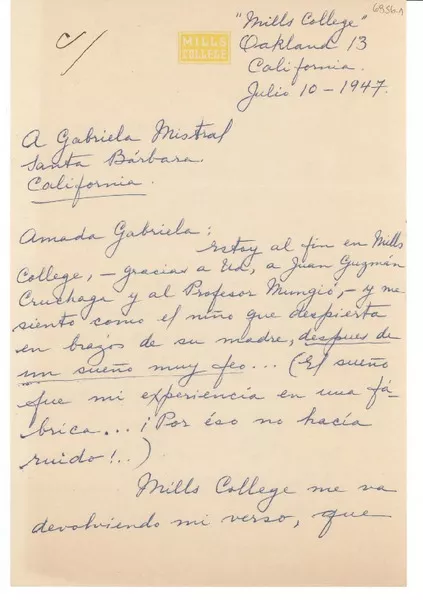 6956-A
"Mills College"
Oakland 13
California.
Julio 10-1947.
c/
MILLS
COLLEGE
A Gabriela Mistral
Santa Bárbara.
California.
Amada Gabriela:
Estoy al fin en Mills
College, - gracias a Ud., a Juan Guzmán
Cruchaga y al Profesor Mungió, - y me
siento como el niño que despierta
en brazos de su madre, despues de
un sueño muy feo... (El sueño
fue mi experiencia en una fá-
brica... ¡Por éso no hacía
ruido!..)
Mills College me va
devolviendo mi verso, que